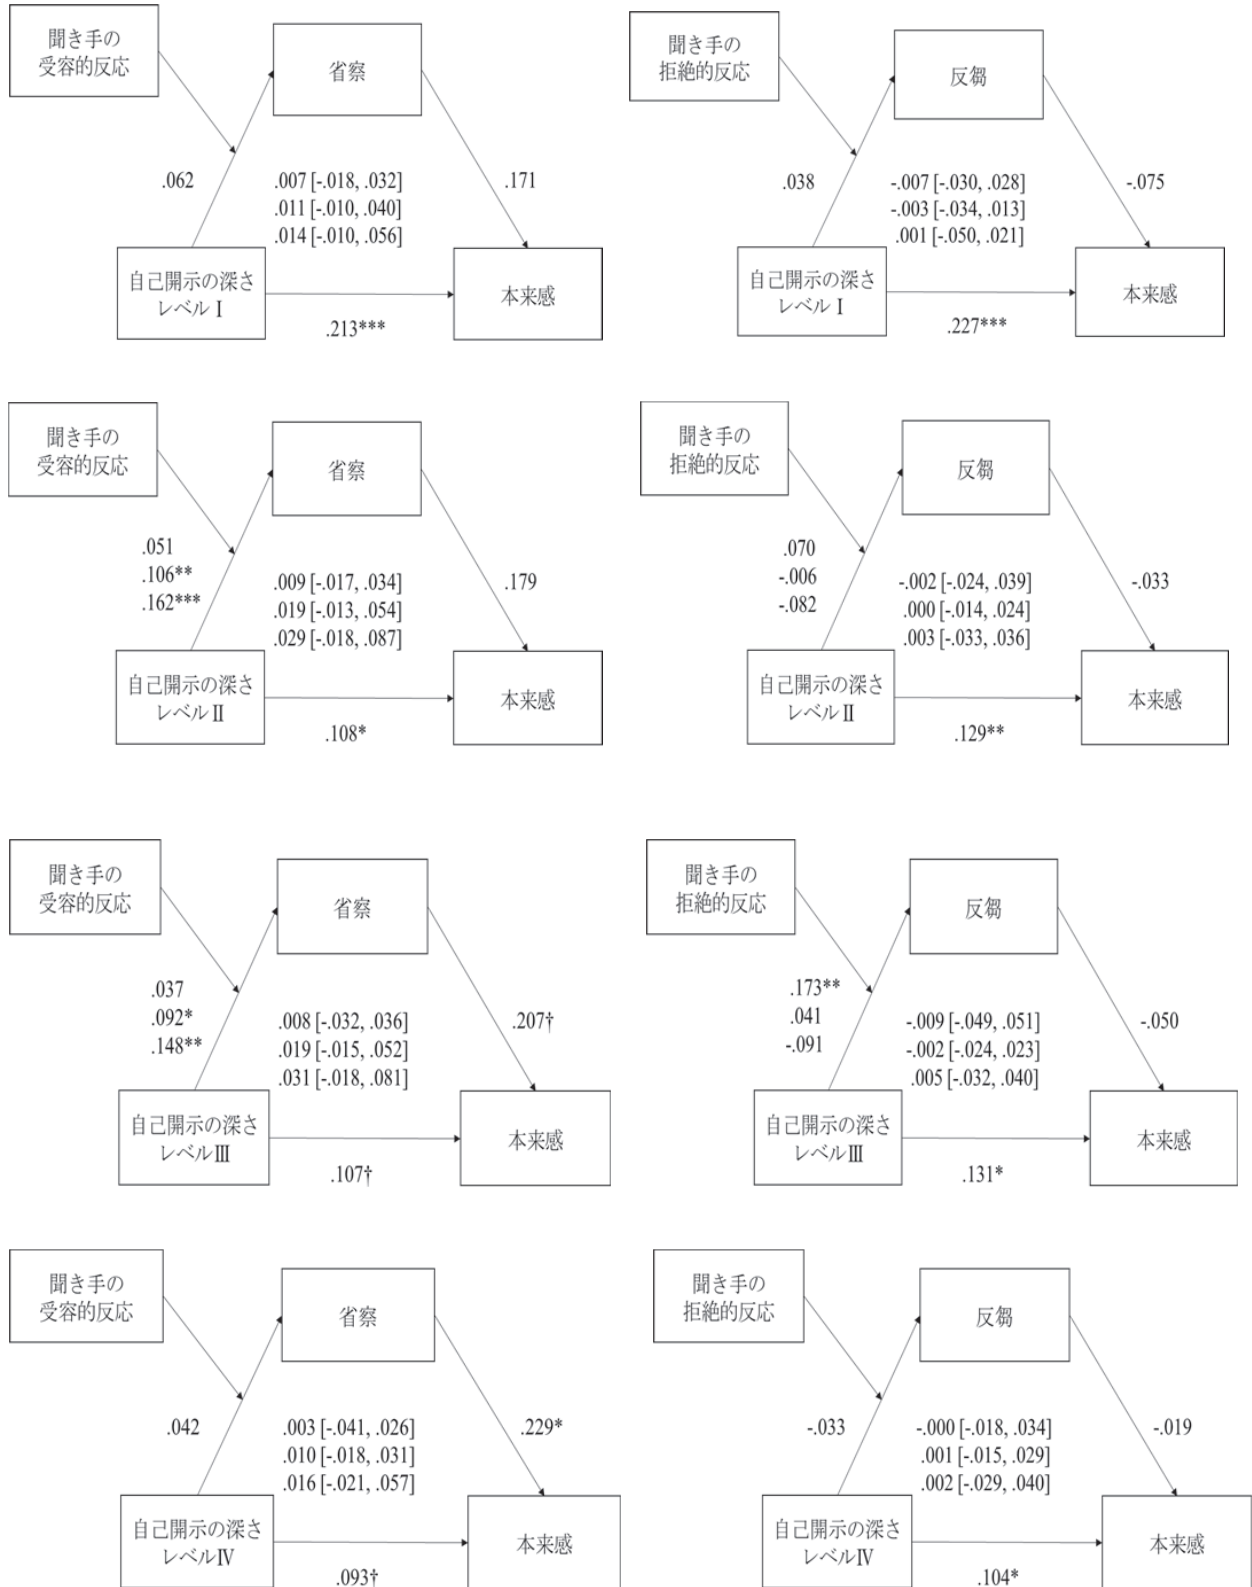 聞き手の
受容的反応
省察
.062
.007 [-.018, .032]
.011 [-.010, .040]
.014 [-.010, .056]
.171
自己開示の深さ
レベルⅠ
本来感
.213***
聞き手の
拒絶的反応
反芻
.038
-.007 [-.030, .028]
-.003 [-.034, .013]
.001 [-.050, .021]
-.075
自己開示の深さ
レベルⅠ
本来感
.227***
聞き手の
受容的反応
省察
.051
.106**
.162***
.009 [-.017, .034]
.019 [-.013, .054]
.029 [-.018, .087]
.179
自己開示の深さ
レベルⅡ
本来感
.108*
聞き手の
拒絶的反応
反芻
.070
-.006
-.082
-.002 [-.024, .039]
.000 [-.014, .024]
.003 [-.033, .036]
-.033
自己開示の深さ
レベルⅡ
本来感
.129**
聞き手の
受容的反応
省察
.037
.092*
.148**
.008 [-.032, .036]
.019 [-.015, .052]
.031 [-.018, .081]
.207†
自己開示の深さ
レベルⅢ
本来感
.107†
聞き手の
拒絶的反応
反芻
.173**
.041
-.091
-.009 [-.049, .051]
-.002 [-.024, .023]
.005 [-.032, .040]
-.050
自己開示の深さ
レベルⅢ
本来感
.131*
聞き手の
受容的反応
省察
.042
.003 [-.041, .026]
.010 [-.018, .031]
.016 [-.021, .057]
.229*
自己開示の深さ
レベルⅣ
本来感
.093†
聞き手の
拒絶的反応
反芻
-.033
-.000 [-.018, .034]
.001 [-.015, .029]
.002 [-.029, .040]
-.019
自己開示の深さ
レベルⅣ
本来感
.104*